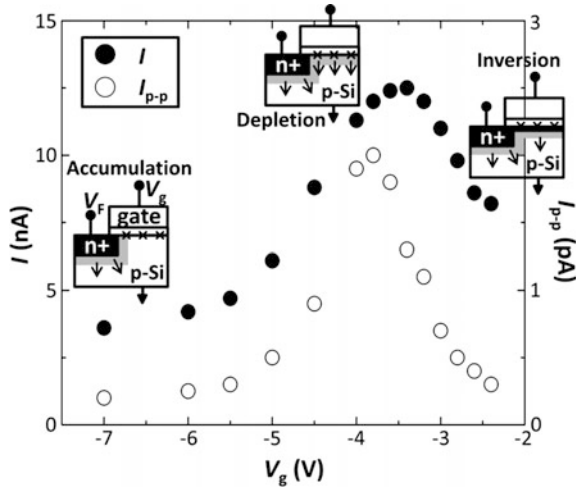 I
I p-p
n+
p-Si
Depletion
Inversion
n+
p-Si
Accumulation
VF
Vg
gate
n+
p-Si
15
10
5
0
I (nA)
3
2
1
0
Ip-p (pA)
-7 -6 -5 -4 -3 -2
Vg (V)